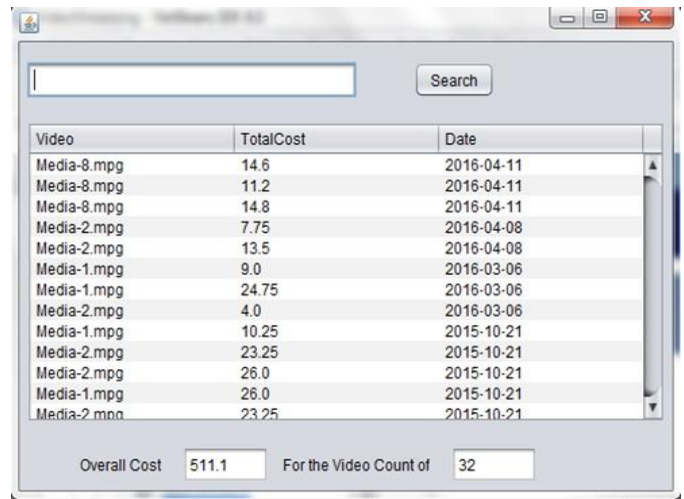 Search
Video TotalCost Date
Media-8.mpg 14.6 2016-04-11
Media-8.mpg 11.2 2016-04-11
Media-8.mpg 14.8 2016-04-11
Media-2.mpg 7.75 2016-04-08
Media-2.mpg 13.5 2016-04-08
Media-1.mpg 9.0 2016-03-06
Media-1.mpg 24.75 2016-03-06
Media-2.mpg 4.0 2016-03-06
Media-1.mpg 10.25 2015-10-21
Media-2.mpg 23.25 2015-10-21
Media-2.mpg 26.0 2015-10-21
Media-1.mpg 26.0 2015-10-21
Media-2.mpg 23.25 2015-10-21
Overall Cost 511.1 For the Video Count of 32